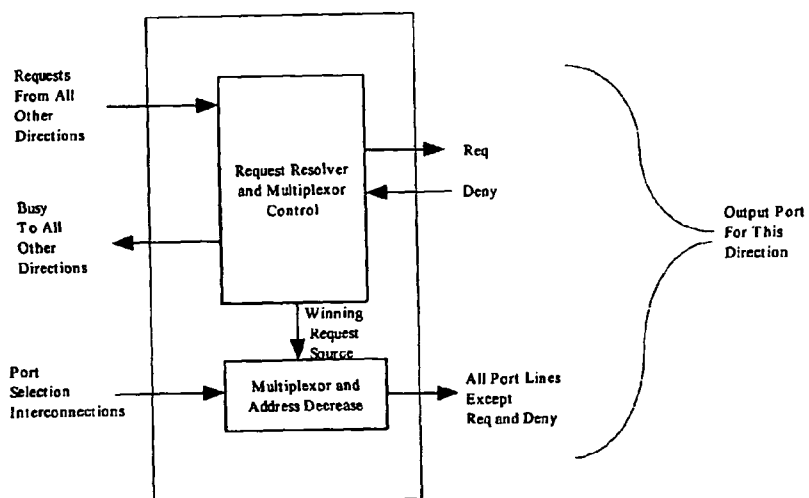 Requests
From All
Other
Directions
Request Resolver
and Multiplexor
Control
Req
Deny
Busy
To All
Other
Directions
Output Port
For This
Direction
Winning
Request
Source
Port
Selection
Interconnections
Multiplexor and
Address Decrease
All Port Lines
Except
Req and Deny